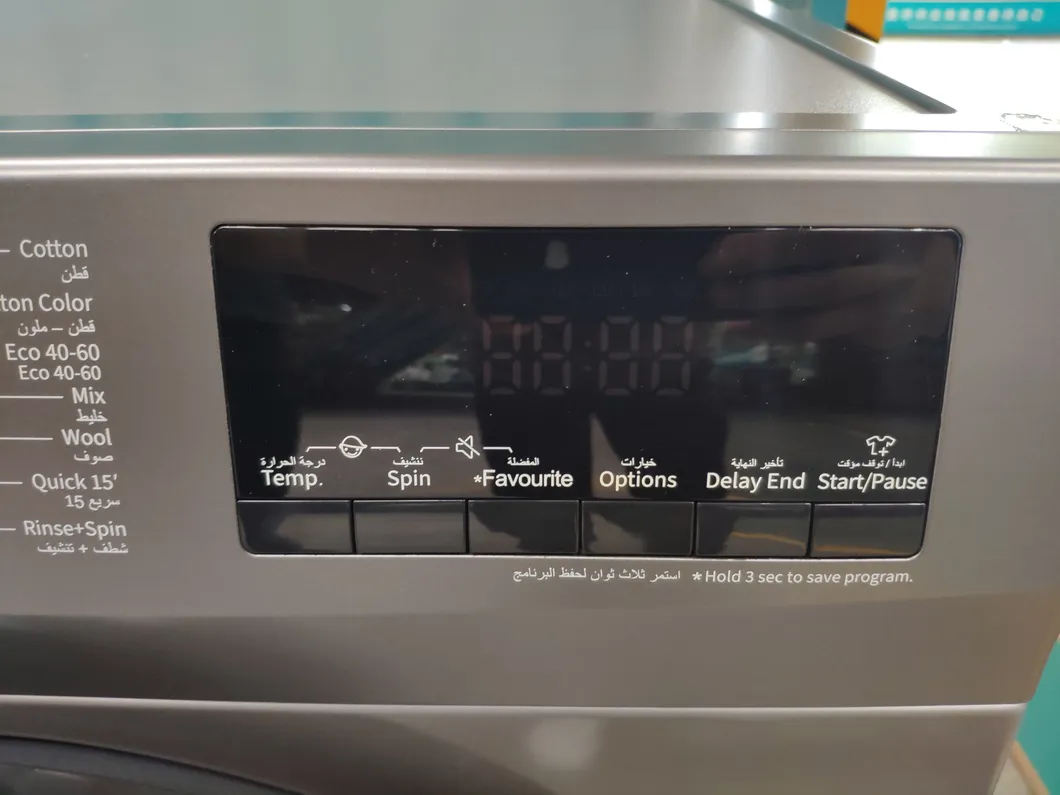 Cotton
قطن
ton Color
قطن – ملون
Eco 40-60
Eco 40-60
Mix
خليط
Wool
صوف
Quick 15'
سريع 15
Rinse+Spin
شطف + تنشيف
درجة الحرارة
Temp.
تنشيف
Spin
المفضلة
*Favourite
خيارات
Options
تأخير النهاية
Delay End
ابدأ / توقف مؤقت
Start/Pause
استمر ثلاث ثوان لحفظ البرنامج * Hold 3 sec to save program.